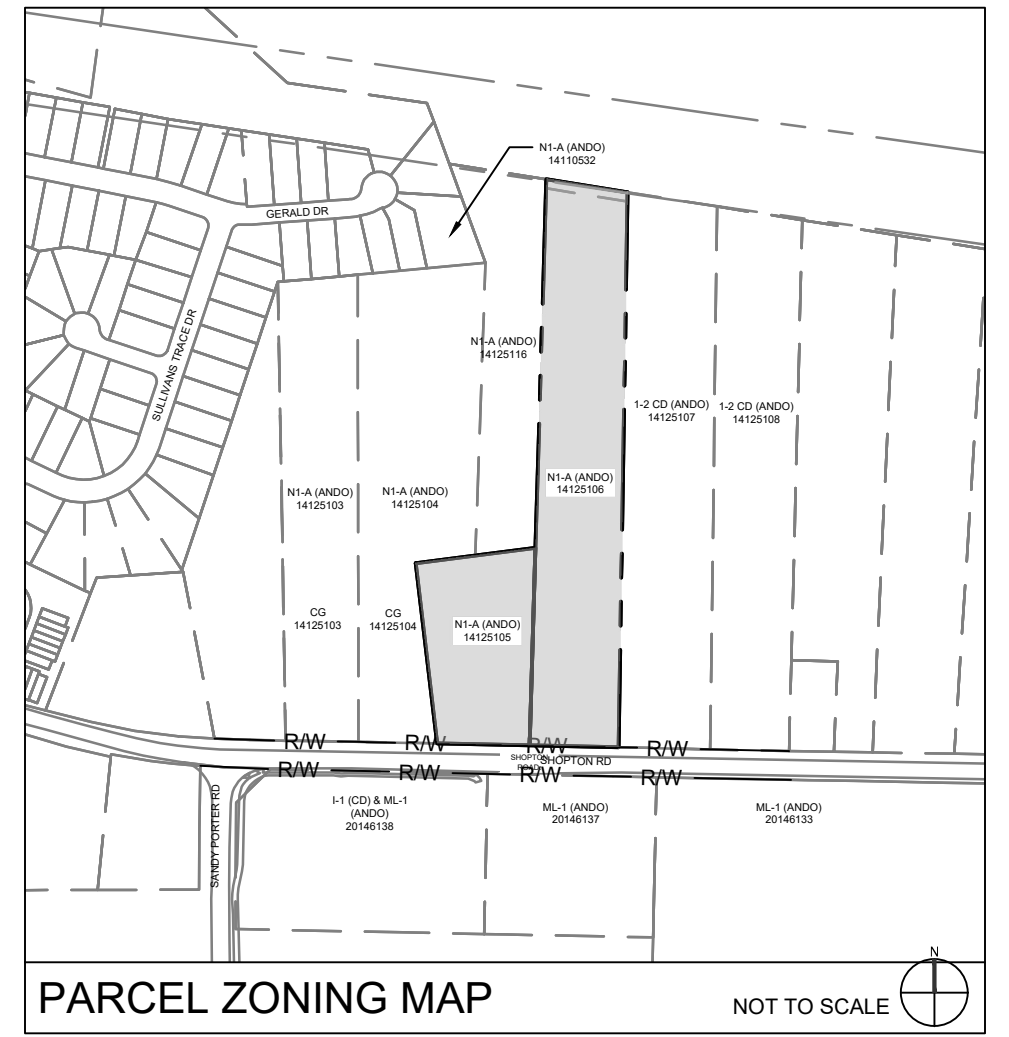 N1-A (ANDO)
14110532
GERALD DR
SULLIVANS TRACE DR
N1-A (ANDO)
14125116
1-2 CD (ANDO)
14125107
1-2 CD (ANDO)
14125108
N1-A (ANDO)
14125106
N1-A (ANDO)
14125103
N1-A (ANDO)
14125104
CG
14125103
CG
14125104
N1-A (ANDO)
14125105
R/W
R/W
R/W
R/W
SHOPTON
ROAD
SHOPTON RD
R/W
R/W
R/W
R/W
SANDY PORTER RD
I-1 (CD) & ML-1
(ANDO)
20146138
ML-1 (ANDO)
20146137
ML-1 (ANDO)
20146133
PARCEL ZONING MAP
NOT TO SCALE
N